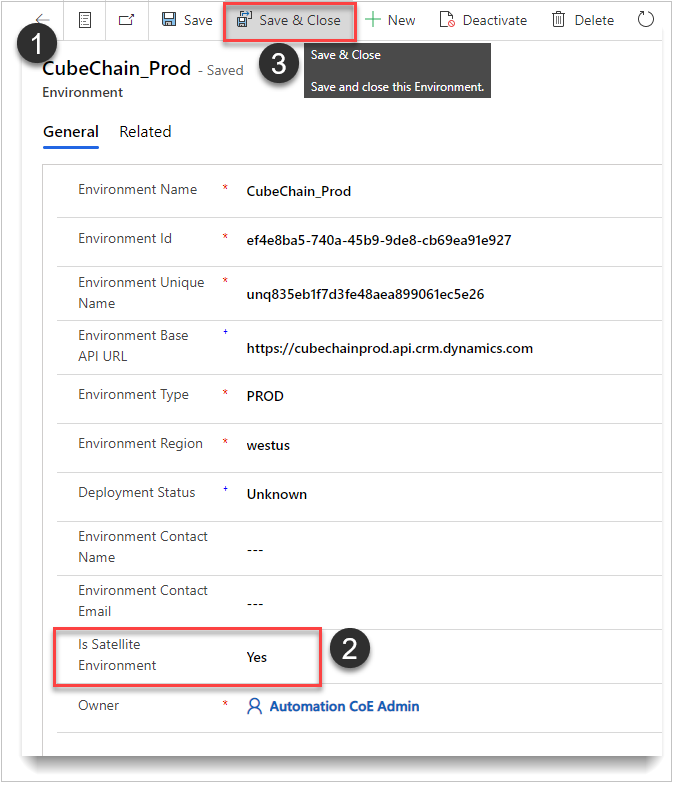 Save
Save & Close
New
Deactivate
Delete
1
CubeChain_Prod - Saved
3
Save & Close
Save and close this Environment.
Environment
General
Related
Environment Name * CubeChain_Prod
Environment Id * ef4e8ba5-740a-45b9-9de8-cb69ea91e927
Environment Unique
Name
* unq835eb1f7d3fe48aea899061ec5e26
Environment Base
API URL
+ https://cubechainprod.api.crm.dynamics.com
Environment Type * PROD
Environment Region * westus
Deployment Status + Unknown
Environment Contact
Name
---
Environment Contact
Email
---
Is Satellite
Environment
Yes
2
Owner * Automation CoE Admin